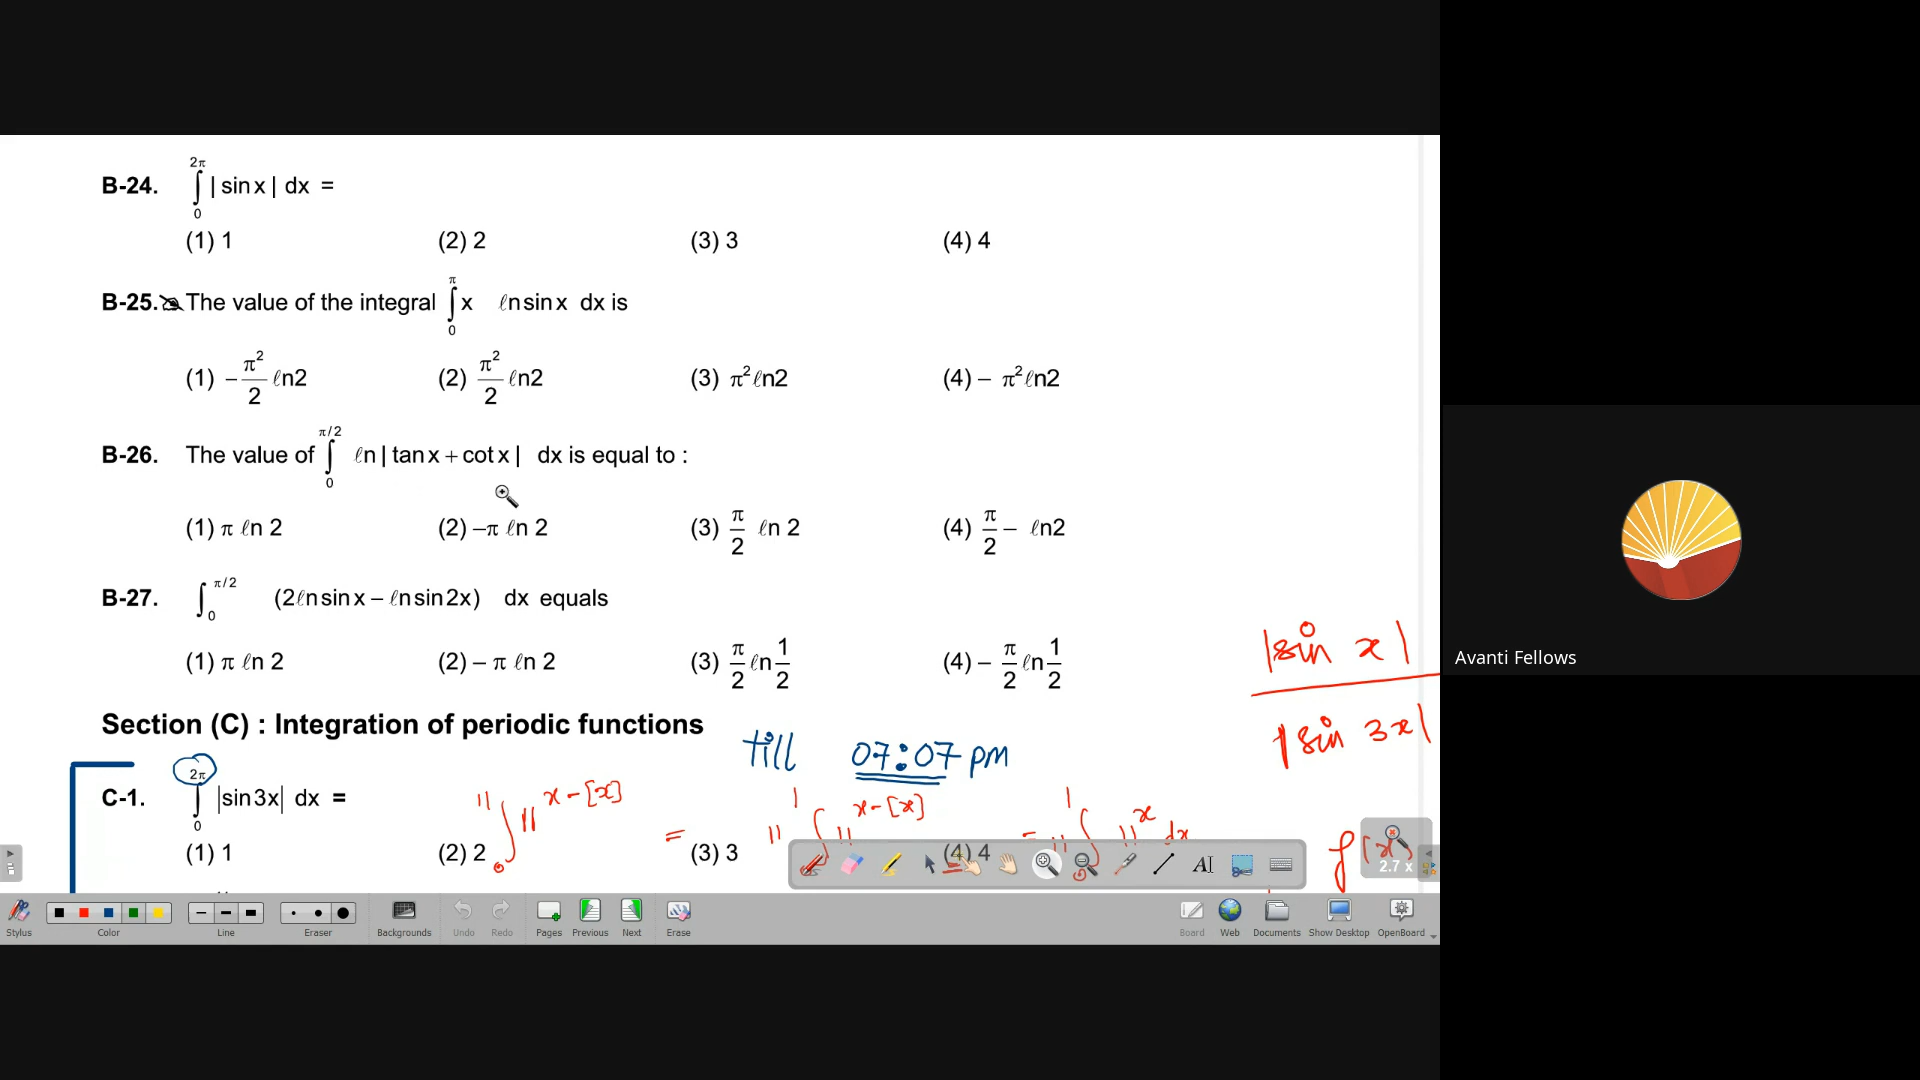 B-24. ∫₀^{2π} | sin x | dx =
(1) 1 (2) 2 (3) 3 (4) 4
B-25. The value of the integral ∫₀^{π} x ℓn sin x dx is
(1) – π²/2 ℓn2 (2) π²/2 ℓn2 (3) π² ℓn2 (4) – π² ℓn2
B-26. The value of ∫₀^{π/2} ℓn | tan x + cot x | dx is equal to :
(1) π ℓn 2 (2) –π ℓn 2 (3) π/2 ℓn 2 (4) π/2 – ℓn2
B-27. ∫₀^{π/2} (2ℓn sin x – ℓn sin 2x) dx equals
(1) π ℓn 2 (2) – π ℓn 2 (3) π/2 ℓn 1/2 (4) – π/2 ℓn 1/2
|sin x|
|sin 3x|
Section (C) : Integration of periodic functions
till 07:07 pm
C-1. ∫₀^{2π} |sin3x| dx =
(1) 1 (2) 2 (3) 3 (4) 4
x-[x]
=
x-[x]
=
x dx
f(x)
2.7 x
AI
Stylus
Color
Line
Eraser
Backgrounds
Undo
Redo
Pages
Previous
Next
Erase
Board
Web
Documents
Show Desktop
OpenBoard
Avanti Fellows